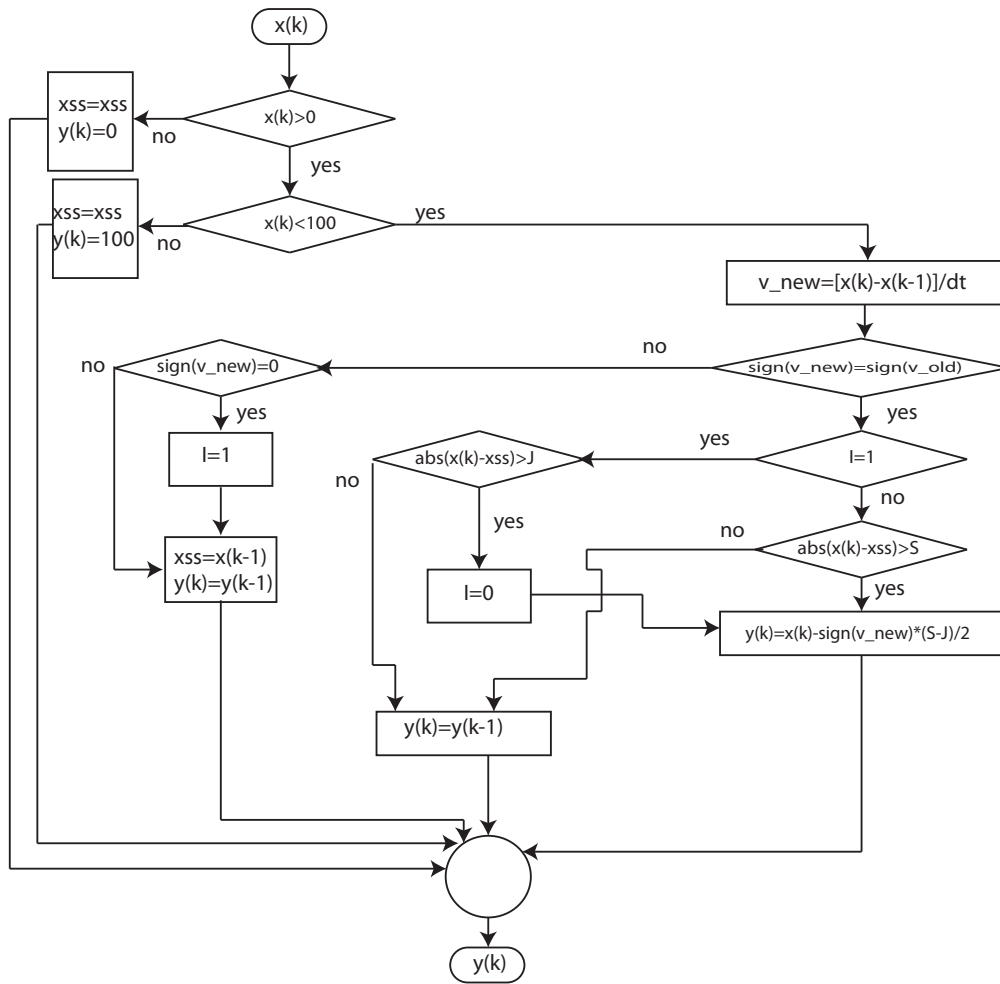 x(k)
xss=xss
y(k)=0
no
x(k)>0
yes
xss=xss
y(k)=100
no
x(k)<100
yes
v_new=[x(k)-x(k-1)]/dt
no
sign(v_new)=0
no
sign(v_new)=sign(v_old)
yes
yes
I=1
abs(x(k)-xss)>J
yes
I=1
no
no
yes
no
abs(x(k)-xss)>S
xss=x(k-1)
y(k)=y(k-1)
I=0
yes
y(k)=x(k)-sign(v_new)*(S-J)/2
y(k)=y(k-1)
y(k)